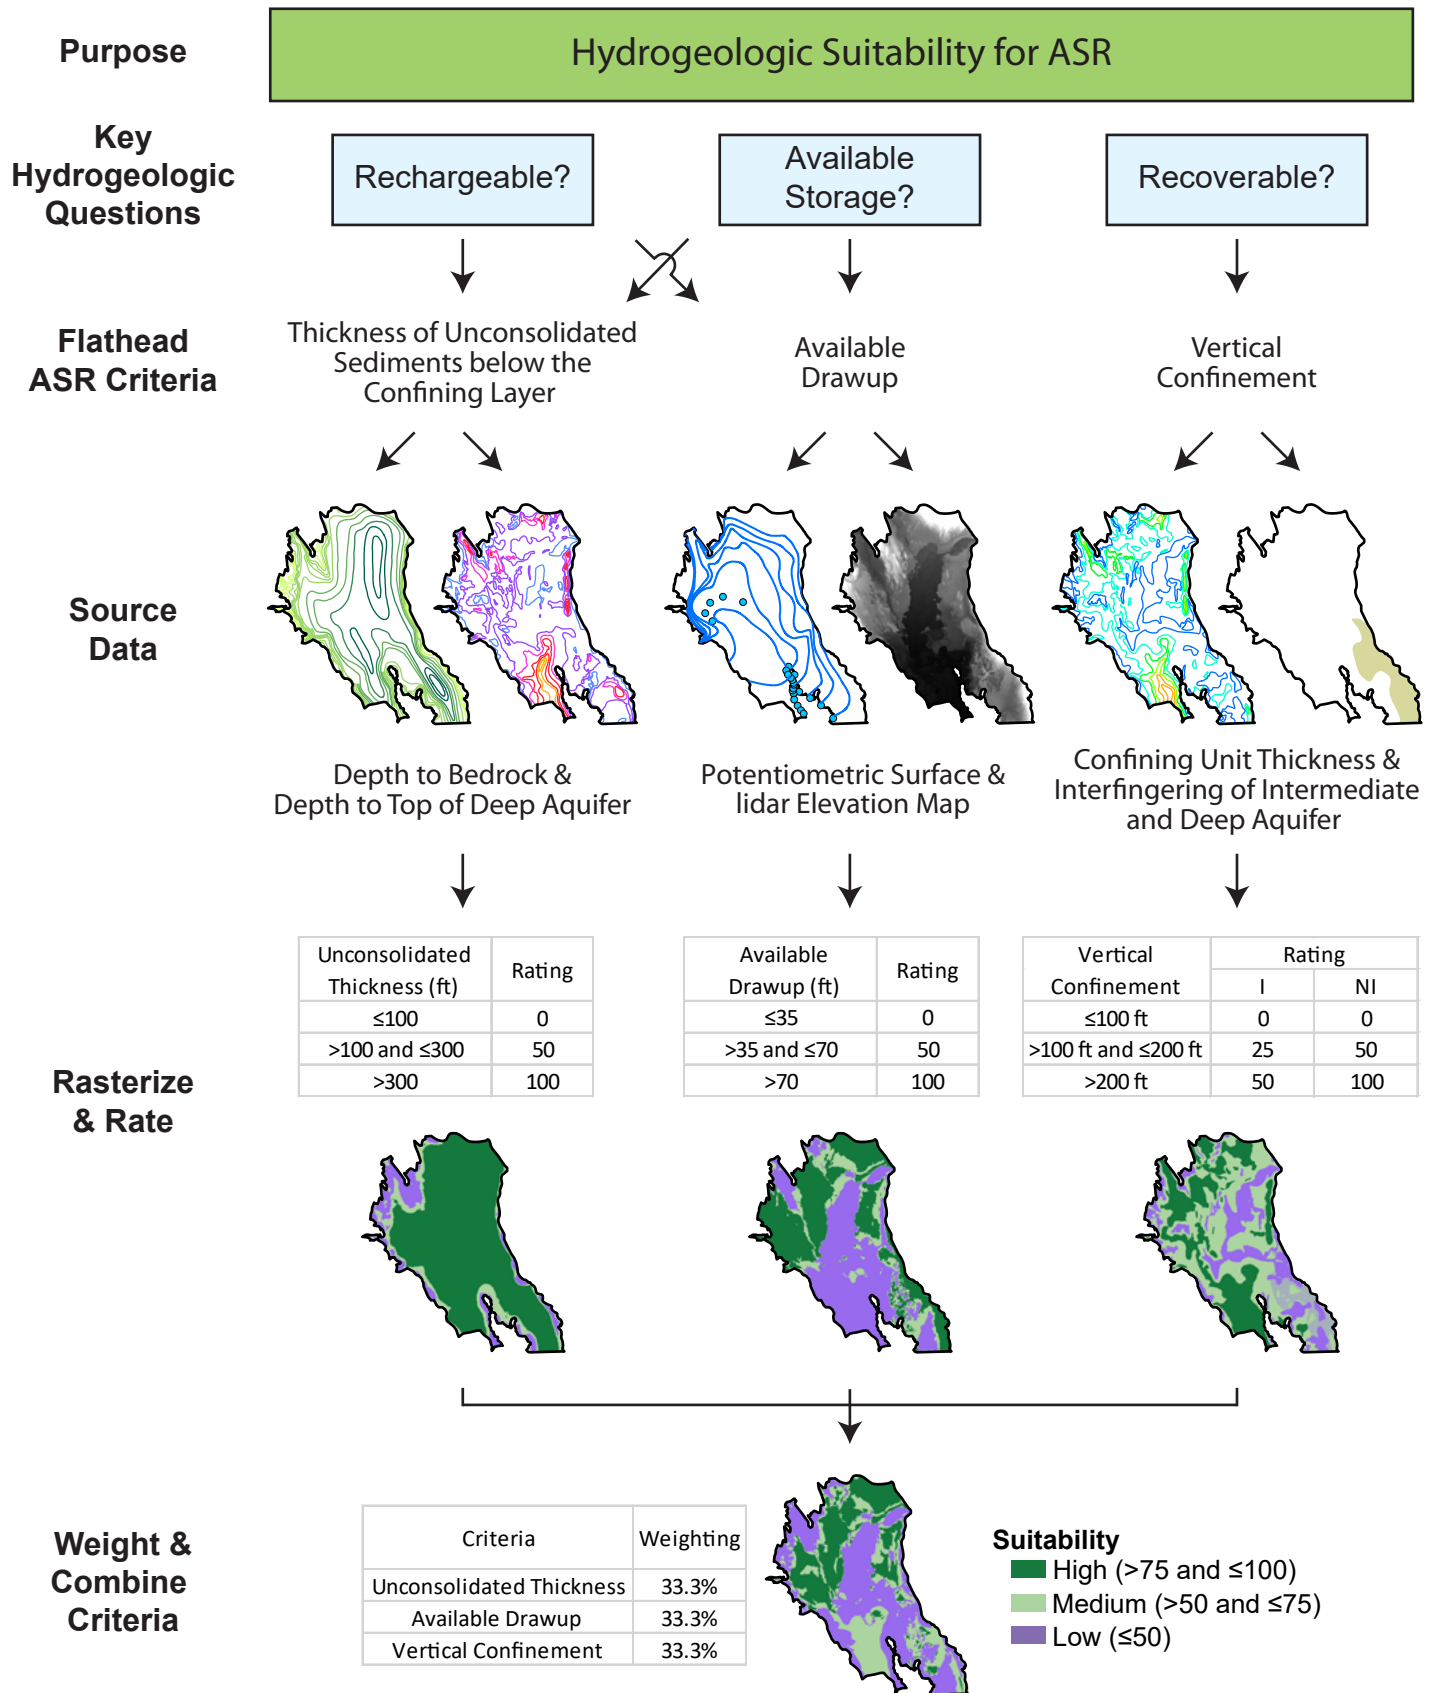 Purpose
Hydrogeologic Suitability for ASR
Key
Hydrogeologic
Questions
Rechargeable?
Available
Storage?
Recoverable?
Flathead
ASR Criteria
Thickness of Unconsolidated
Sediments below the
Confining Layer
Available
Drawup
Vertical
Confinement
Source
Data
Depth to Bedrock &
Depth to Top of Deep Aquifer
Potentiometric Surface &
lidar Elevation Map
Confining Unit Thickness &
Interfingering of Intermediate
and Deep Aquifer
Rasterize
& Rate
Unconsolidated
Thickness (ft)
Rating
≤100 0
>100 and ≤300 50
>300 100
Available
Drawup (ft)
Rating
≤35 0
>35 and ≤70 50
>70 100
Vertical
Confinement
Rating
I NI
≤100 ft 0 0
>100 ft and ≤200 ft 25 50
>200 ft 50 100
Weight &
Combine
Criteria
Criteria Weighting
Unconsolidated Thickness 33.3%
Available Drawup 33.3%
Vertical Confinement 33.3%
Suitability
High (>75 and ≤100)
Medium (>50 and ≤75)
Low (≤50)